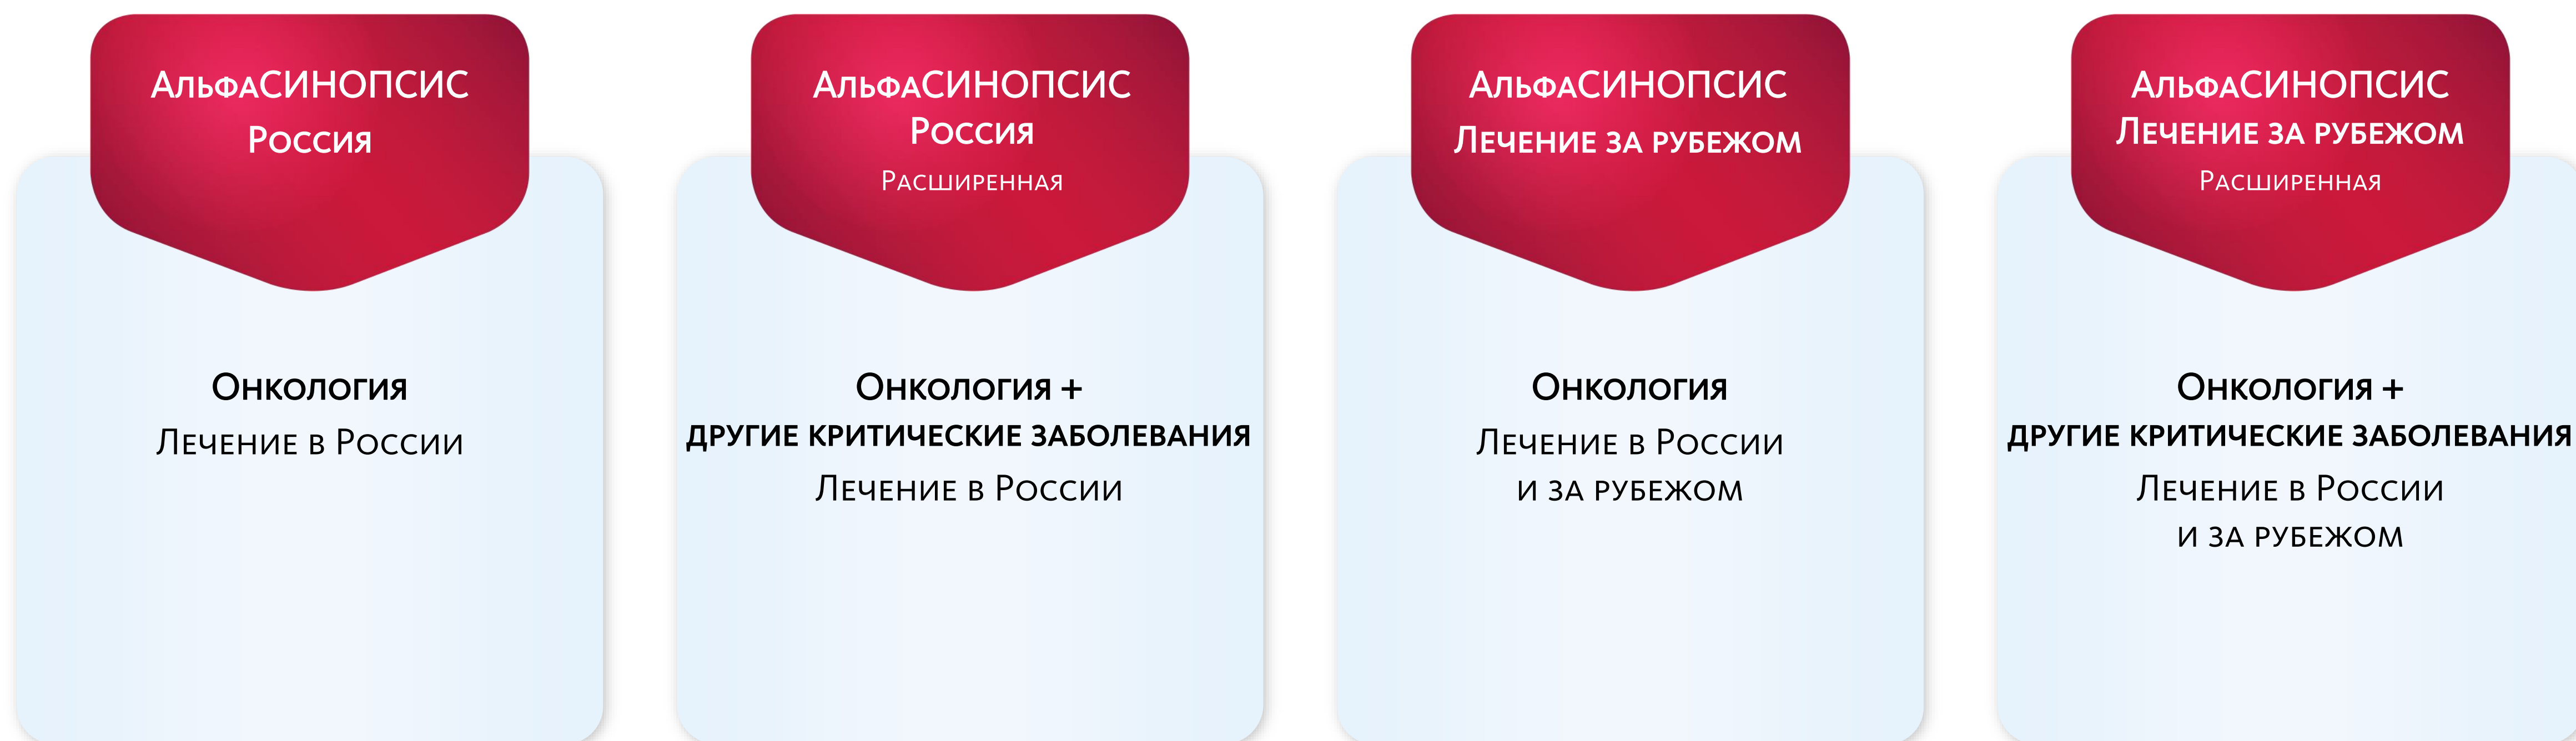 АльфаСИНОПСИС
Россия
Онкология
Лечение в России
АльфаСИНОПСИС
Россия
Расширенная
Онкология +
другие критические заболевания
Лечение в России
АльфаСИНОПСИС
Лечение за рубежом
Онкология
Лечение в России
и за рубежом
АльфаСИНОПСИС
Лечение за рубежом
Расширенная
Онкология +
другие критические заболевания
Лечение в России
и за рубежом